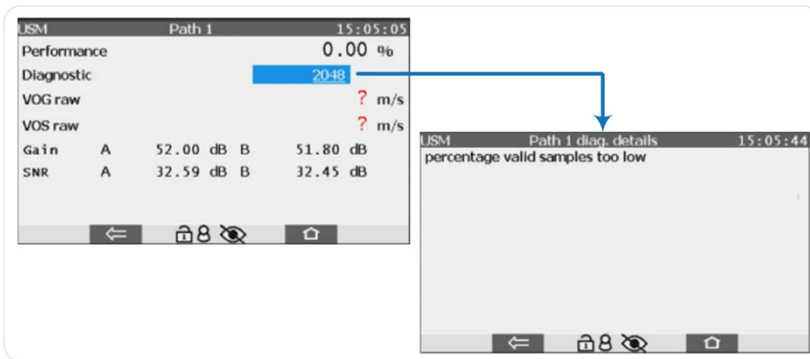 USM Path 1 15:05:05
Performance 0.00 %
Diagnostic 2048
VOG raw ? m/s
VOS raw ? m/s
Gain A 52.00 dB B 51.80 dB
SNR A 32.59 dB B 32.45 dB
8
USM Path 1 diag. details 15:05:44
percentage valid samples too low
8